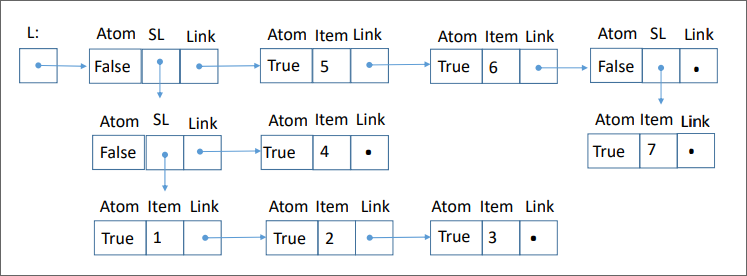 L:
Atom SL Link
Atom Item Link
Atom Item Link
Atom SL Link
False
True 5
True 6
False
Atom SL Link
Atom Item Link
Atom Item Link
False
True 4
True 7
Atom Item Link
Atom Item Link
Atom Item Link
True 1
True 2
True 3